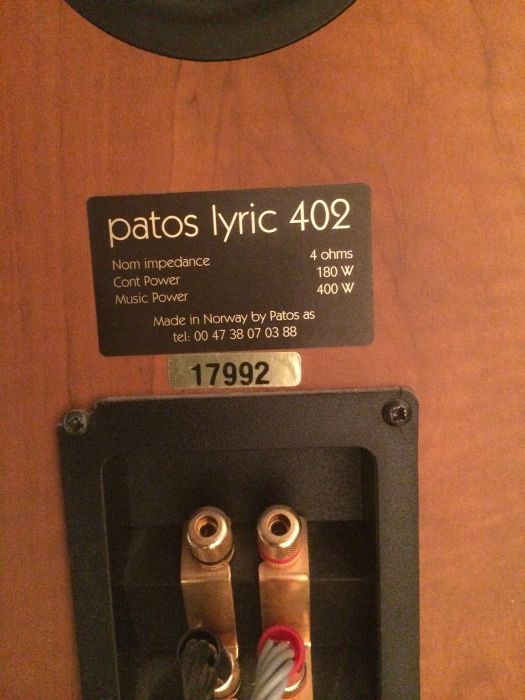 patos lyric 402
Nom impedance 4 ohms
Cont Power 180 W
Music Power 400 W
Made in Norway by Patos as
tel: 00 47 38 07 03 88
17992